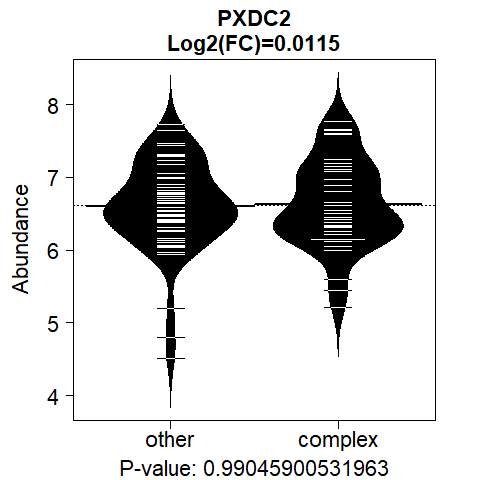 PXDC2
Log2(FC)=0.0115
Abundance
8
7
6
5
4
other complex
P-value: 0.99045900531963